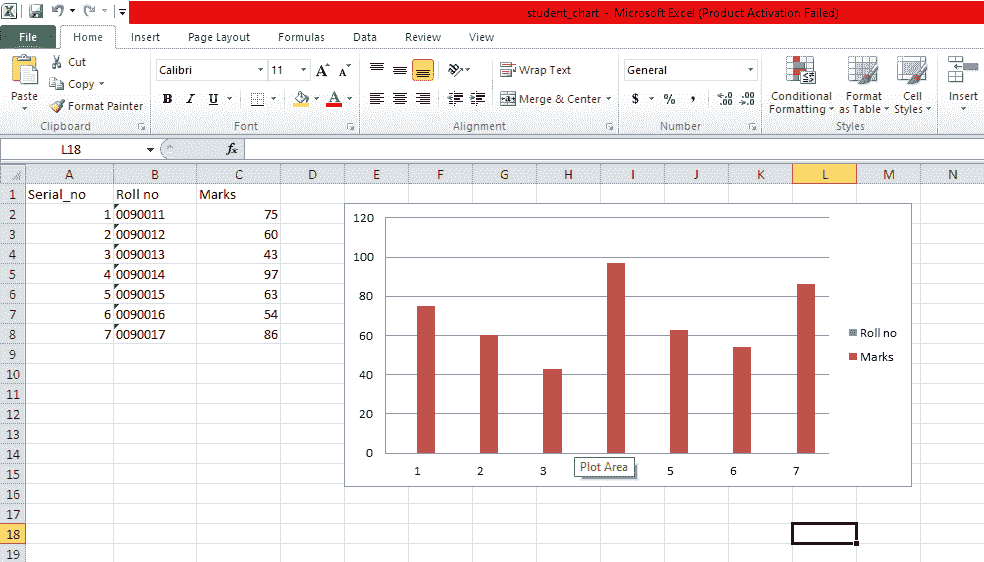 student_chart - Microsoft Excel (Product Activation Failed)
File Home Insert Page Layout Formulas Data Review View
Paste Cut Copy Format Painter
Clipboard
Calibri 11
B I U A
Font
Wrap Text
Merge & Center
Alignment
General
$ % ,
Number
Conditional Formatting Format as Table Cell Styles
Styles
Insert
L18 fx
A B C D E F G H I J K L M N
1 Serial_no Roll no Marks
2 1 0090011 75
3 2 0090012 60
4 3 0090013 43
5 4 0090014 97
6 5 0090015 63
7 6 0090016 54
8 7 0090017 86
9
10
11
12
13
14
15
16
17
18
19
120
100
80
60
40
20
0
1 2 3 Plot Area 5 6 7
Roll no
Marks